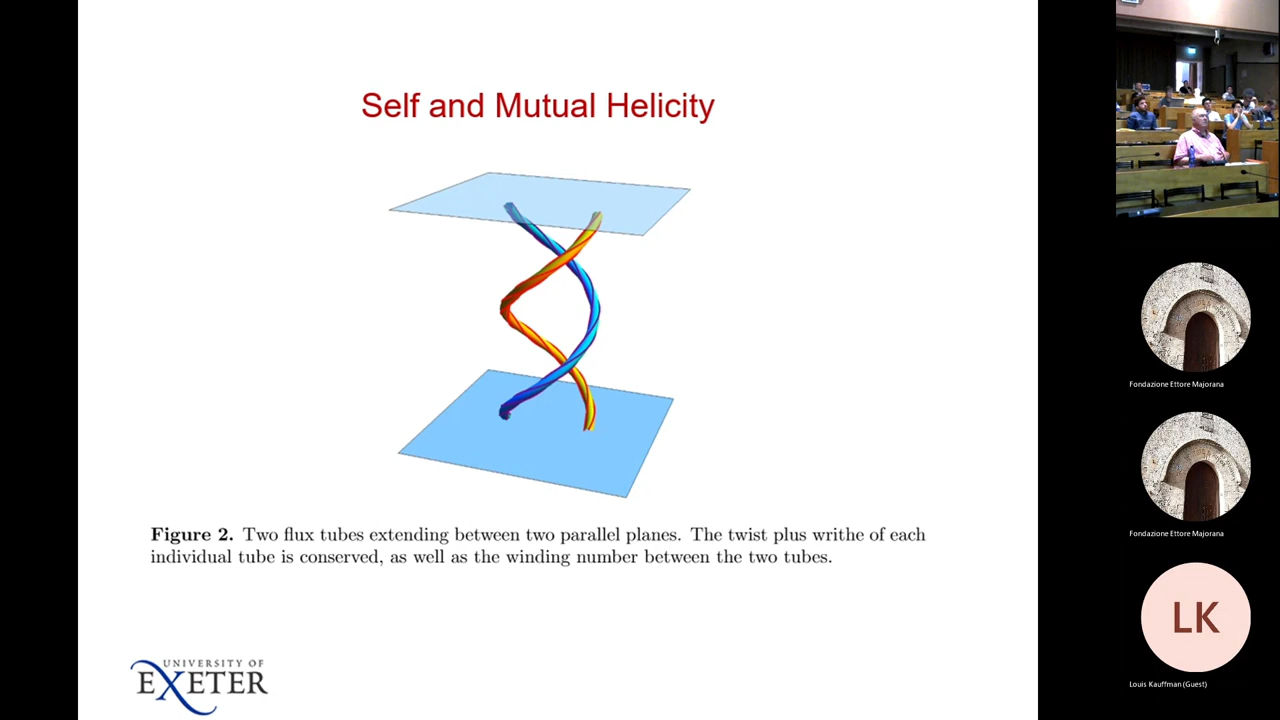 Self and Mutual Helicity
Figure 2. Two flux tubes extending between two parallel planes. The twist plus writhe of each
individual tube is conserved, as well as the winding number between the two tubes.
UNIVERSITY OF
EXETER
Fondazione Ettore Majorana
Fondazione Ettore Majorana
LK
Louis Kauffman (Guest)